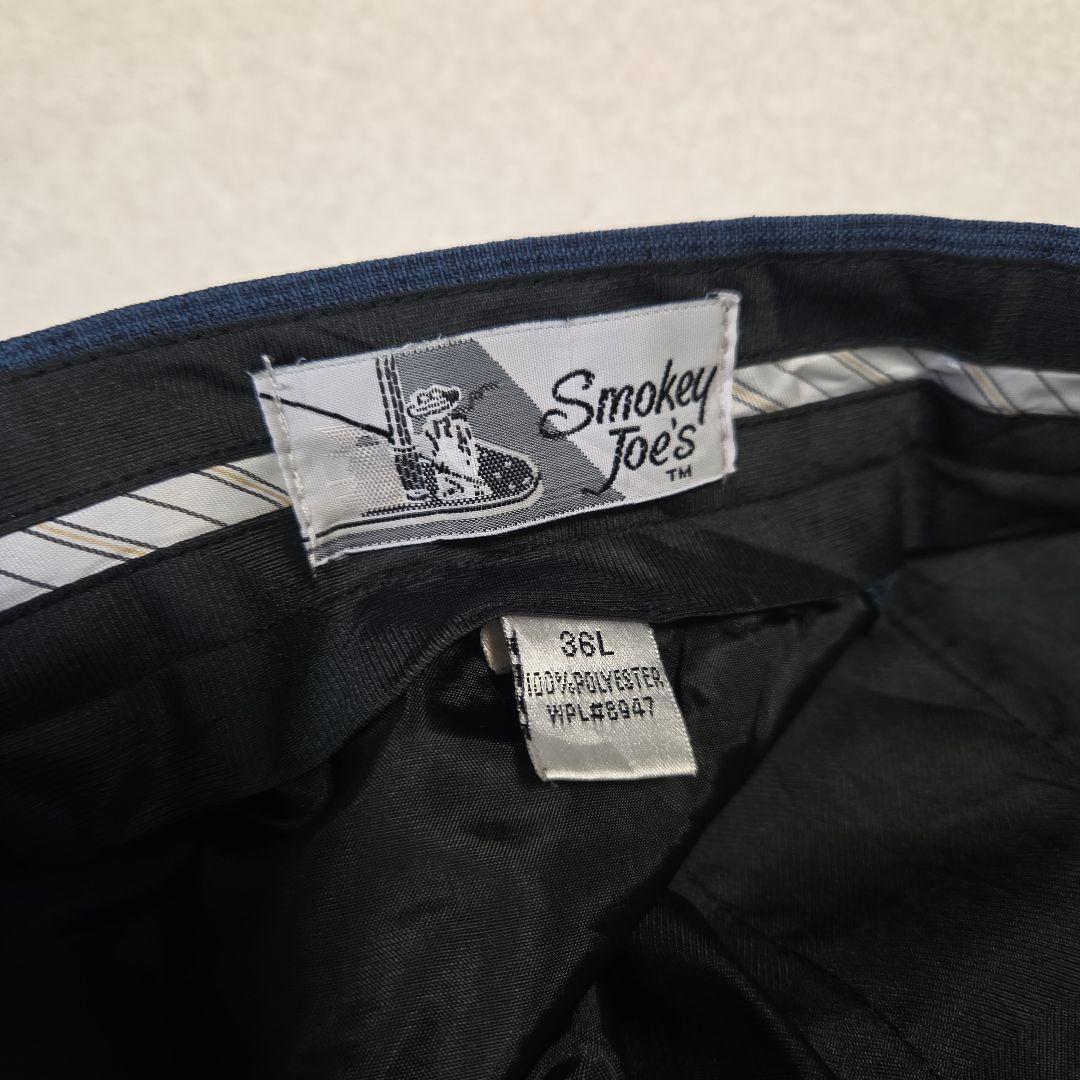 Smokey
Joe's
TM
36L
100%POLYESTER
WPL#8947